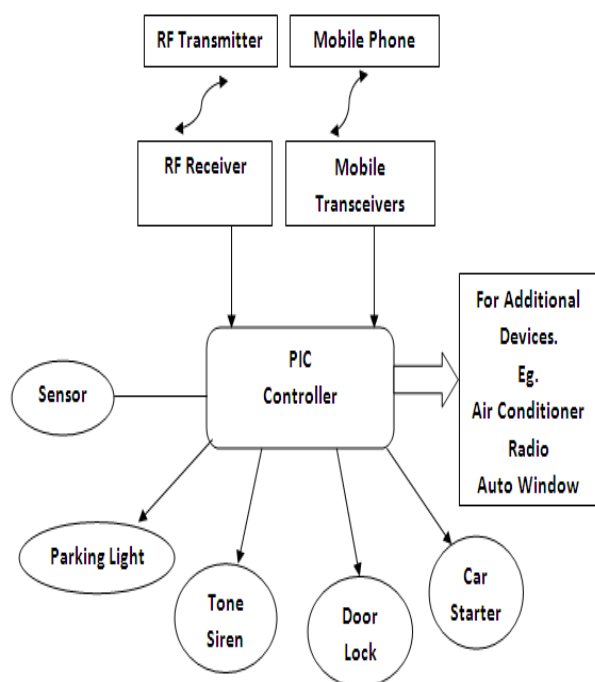 RF Transmitter
Mobile Phone
RF Receiver
Mobile
Transceivers
For Additional
Devices.
Eg.
Air Conditioner
Radio
Auto Window
PIC
Controller
Sensor
Parking Light
Tone
Siren
Door
Lock
Car
Starter